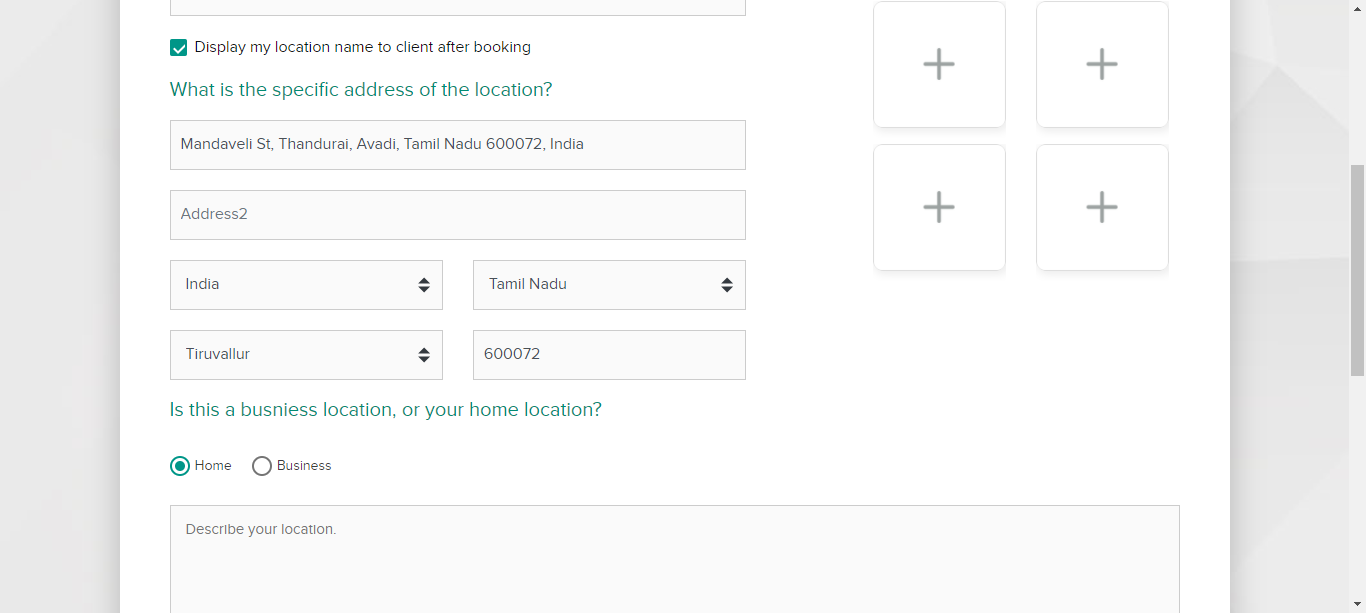 Display my location name to client after booking
What is the specific address of the location?
Mandaveli St, Thandurai, Avadi, Tamil Nadu 600072, India
Address2
India
Tamil Nadu
Tiruvallur
600072
Is this a busniess location, or your home location?
Home
Business
Describe your location.